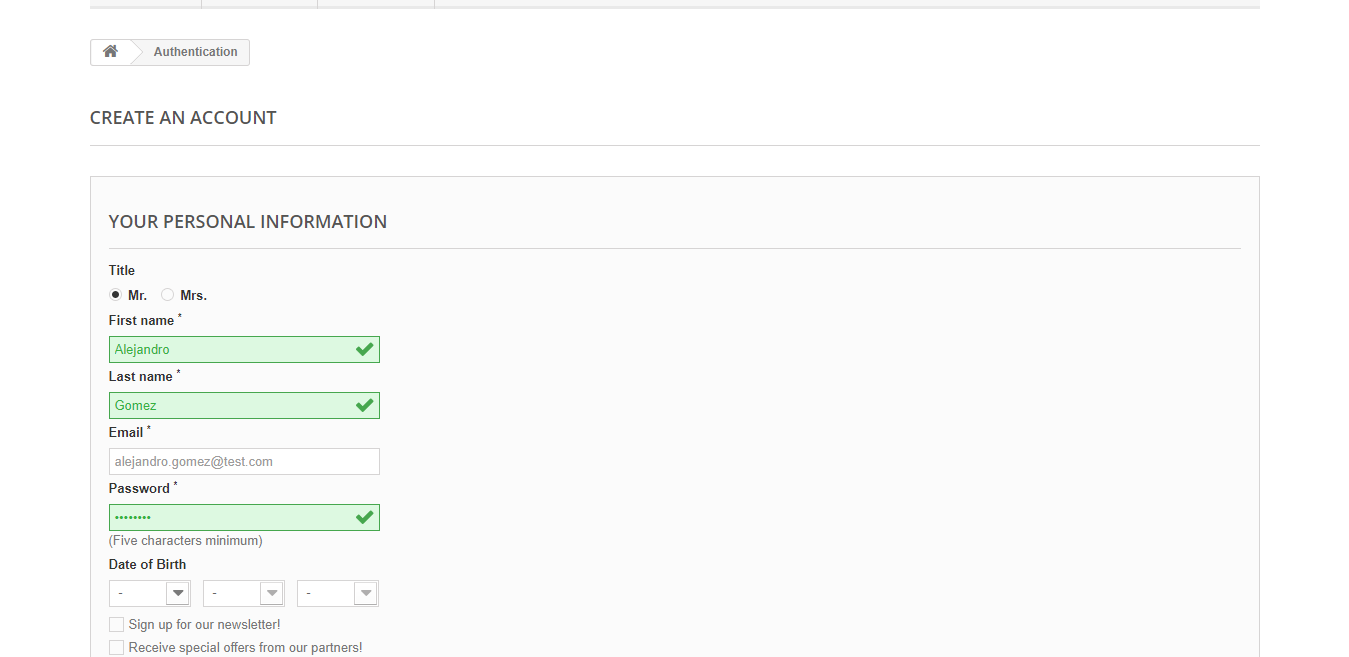 Authentication
CREATE AN ACCOUNT
YOUR PERSONAL INFORMATION
Title
Mr. Mrs.
First name *
Alejandro
Last name *
Gomez
Email *
alejandro.gomez@test.com
Password *
••••••••
(Five characters minimum)
Date of Birth
- - -
Sign up for our newsletter!
Receive special offers from our partners!